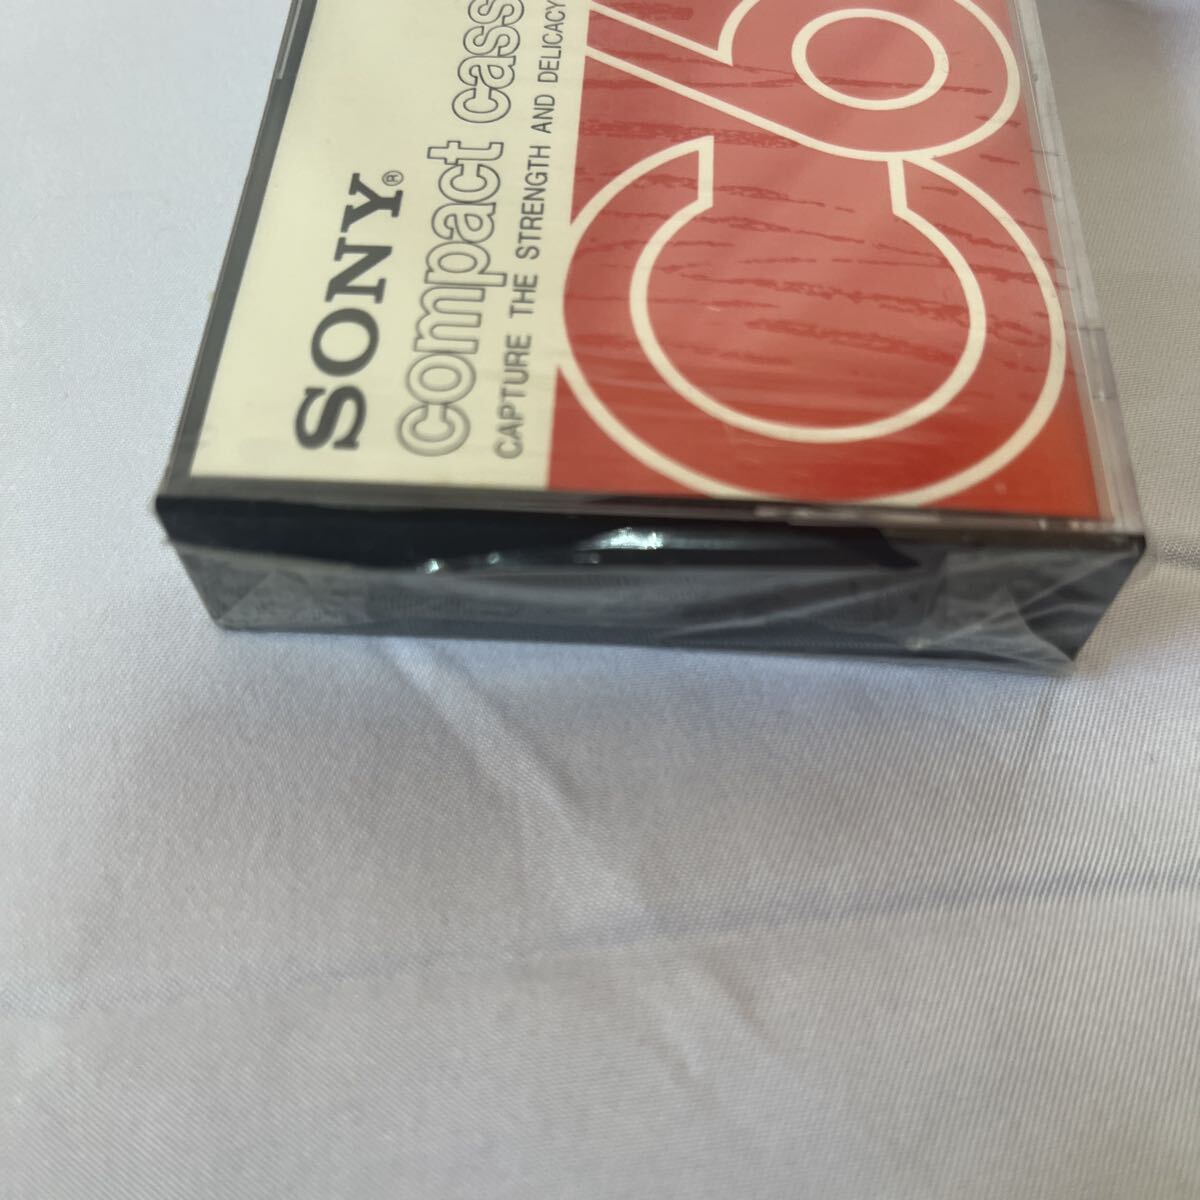 SONY®
compact cass
CAPTURE THE STRENGTH AND DELICACY
C6